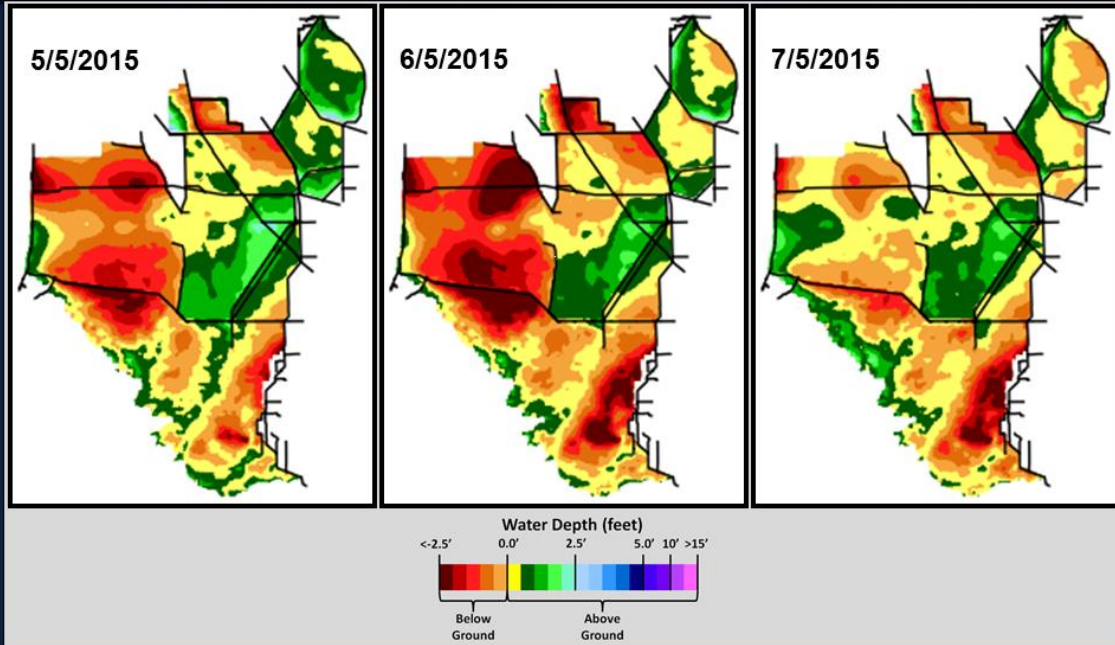 5/5/2015
6/5/2015
7/5/2015
Water Depth (feet)
<-2.5' 0.0' 2.5' 5.0' 10' >15'
Below Above
Ground Ground